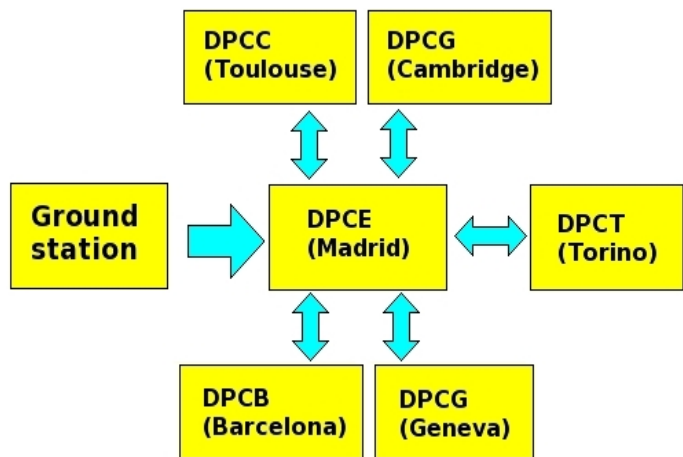 DPCC
(Toulouse)
DPCG
(Cambridge)
Ground
station
DPCE
(Madrid)
DPCT
(Torino)
DPCB
(Barcelona)
DPCG
(Geneva)